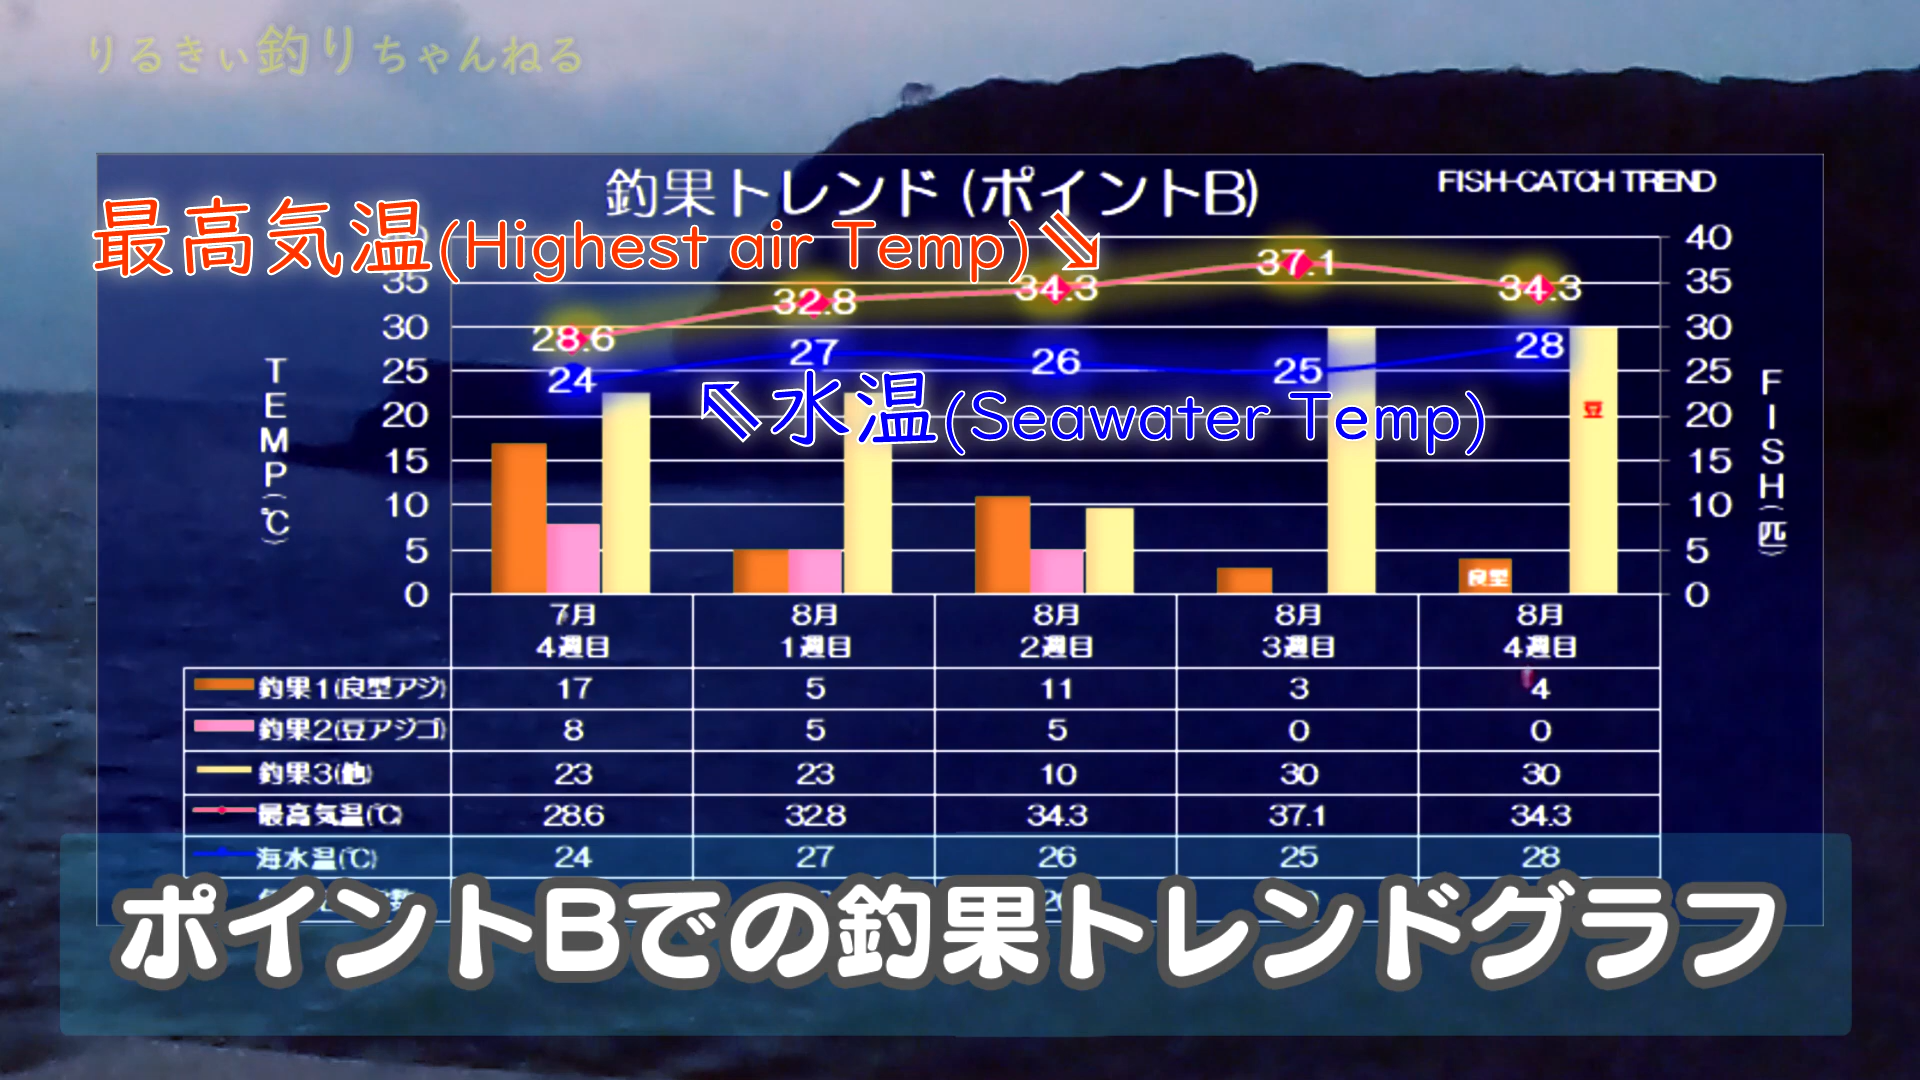 りるきぃ釣りちゃんねる
釣果トレンド (ポイントB)
FISH-CATCH TREND
最高気温(Highest air Temp)⇘
⇖水温(Seawater Temp)
TEMP(℃)
35
30
25
20
15
10
5
0
40
35
30
25
20
15
10
5
0
FISH(匹)
28.6
32.8
34.3
37.1
34.3
24
27
26
25
28
豆
良型
7月 8月 8月 8月 8月
4週目 1週目 2週目 3週目 4週目
釣果1(良型アジ) 17 5 11 3 4
釣果2(豆アジゴ) 8 5 5 0 0
釣果3(他) 23 23 10 30 30
最高気温(℃) 28.6 32.8 34.3 37.1 34.3
海水温(℃) 24 27 26 25 28
ポイントBでの釣果トレンドグラフ